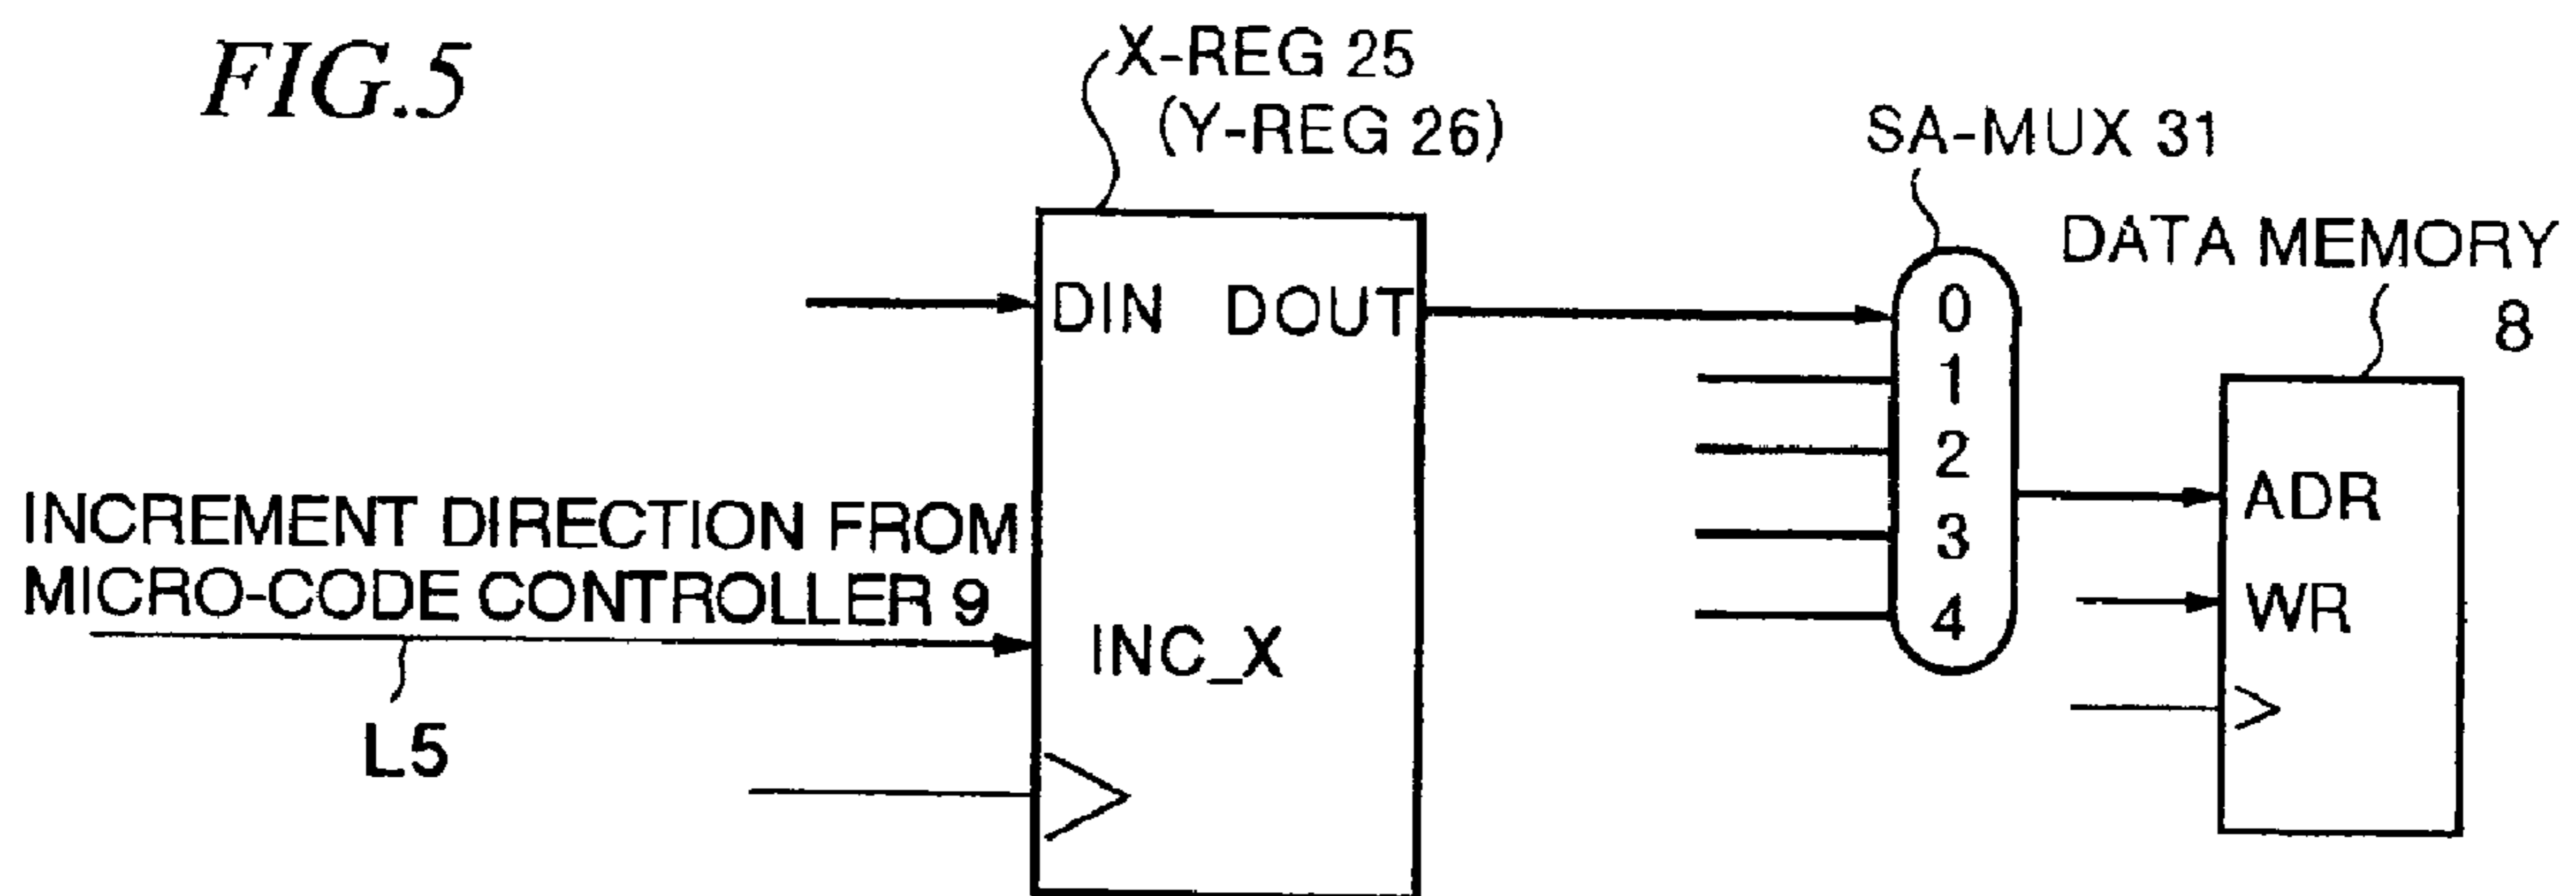 FIG.5
X-REG 25
(Y-REG 26)
SA-MUX 31
DATA MEMORY
8
DIN DOUT
0
1
2
3
4
ADR
WR
INCREMENT DIRECTION FROM
MICRO-CODE CONTROLLER 9
INC_X
L5